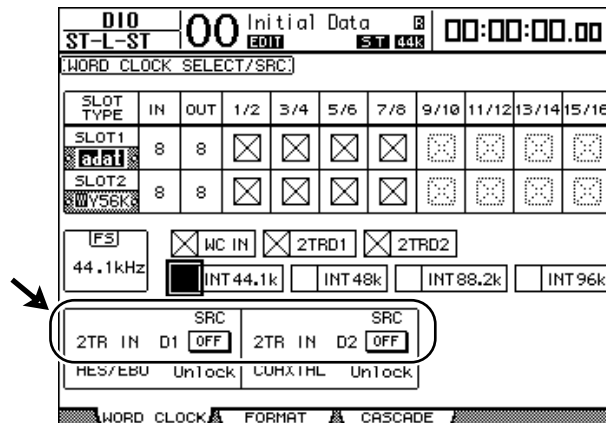 DIO
ST-L-ST
00 Initial Data R
EDIT ST 44k
00:00:00.00
WORD CLOCK SELECT/SRC
SLOT TYPE IN OUT 1/2 3/4 5/6 7/8 9/10 11/12 13/14 15/16
SLOT1
adat 8 8
SLOT2
WY56K 8 8
FS
44.1kHz
WC IN 2TRD1 2TRD2
INT44.1k INT48k INT88.2k INT96k
SRC SRC
2TR IN D1 OFF 2TR IN D2 OFF
AES/EBU Unlock COAXIAL Unlock
WORD CLOCK FORMAT CASCADE